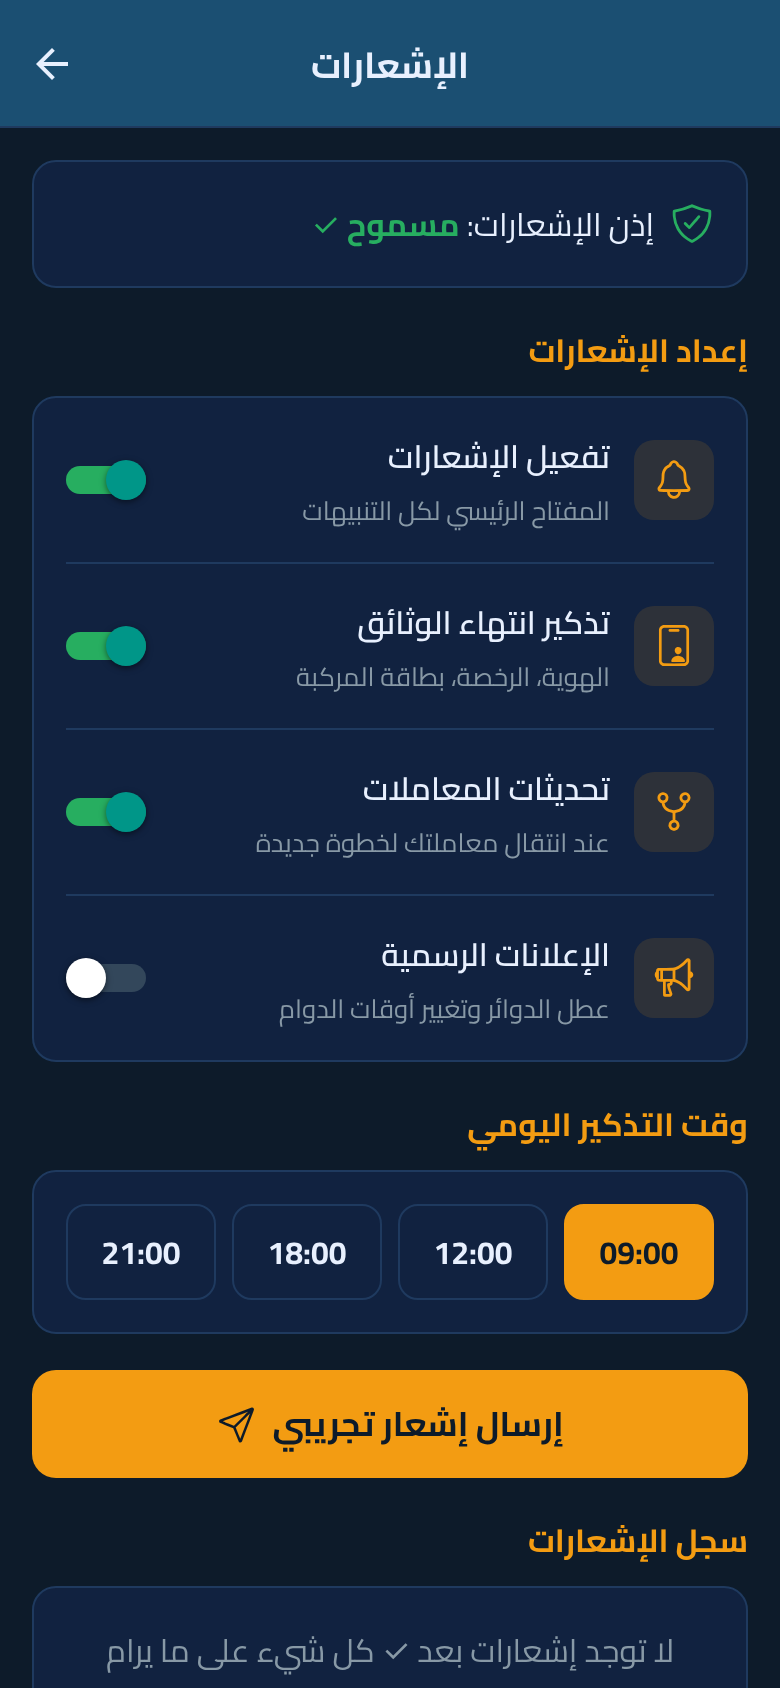 الإشعارات
إذن الإشعارات: مسموح ✓
إعداد الإشعارات
تفعيل الإشعارات
المفتاح الرئيسي لكل التنبيهات
تذكير انتهاء الوثائق
الهوية، الرخصة، بطاقة المركبة
تحديثات المعاملات
عند انتقال معاملتك لخطوة جديدة
الإعلانات الرسمية
عطل الدوائر وتغيير أوقات الدوام
وقت التذكير اليومي
09:00
12:00
18:00
21:00
إرسال إشعار تجريبي
سجل الإشعارات
لا توجد إشعارات بعد ✓ كل شيء على ما يرام